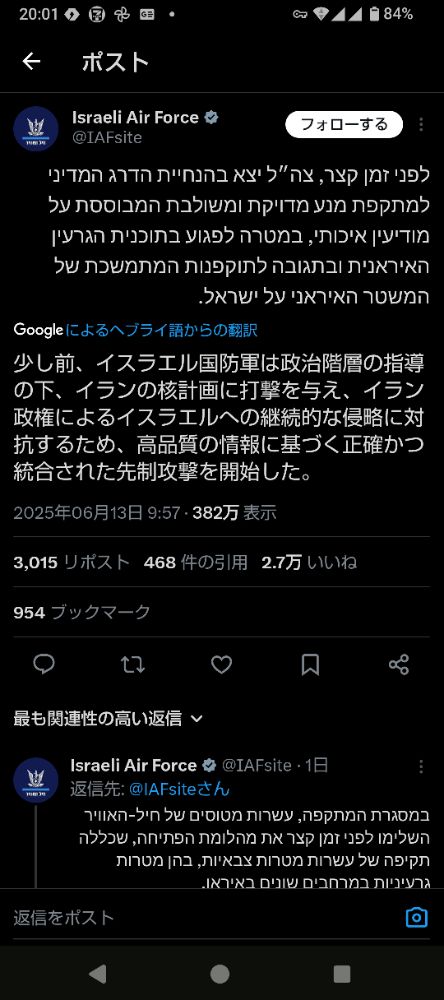 20:01
84%
ポスト
Israeli Air Force
@IAFsite
フォローする
לפני זמן קצר, צה״ל יצא בהנחיית הדרג המדיני
למתקפת מנע מדויקת ומשולבת המבוססת על
מודיעין איכותי, במטרה לפגוע בתוכנית הגרעין
האיראנית ובתגובה לתוקפנות המתמשכת של
המשטר האיראני על ישראל.
Googleによるヘブライ語からの翻訳
少し前、イスラエル国防軍は政治階層の指導
の下、イランの核計画に打撃を与え、イラン
政権によるイスラエルへの継続的な侵略に対
抗するため、高品質の情報に基づく正確かつ
統合された先制攻撃を開始した。
2025年06月13日 9:57 · 382万 表示
3,015 リポスト 468 件の引用 2.7万 いいね
954 ブックマーク
最も関連性の高い返信
Israeli Air Force @IAFsite · 1日
返信先: @IAFsiteさん
במסגרת המתקפה, עשרות מטוסים של חיל-האוויר
השלימו לפני זמן קצר את מהלומת הפתיחה, שכללה
תקיפה של עשרות מטרות צבאיות, בהן מטרות
גרעיניות במרחבים שונים באיראן.
返信をポスト